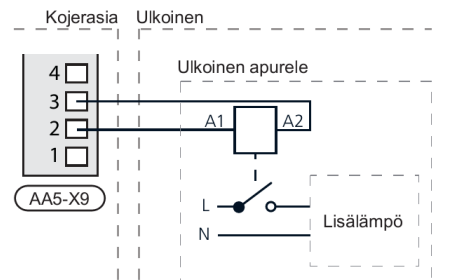 Kojerasia
Ulkoinen
Ulkoinen apurele
4
3
2
1
A1
A2
AA5-X9
L
N
Lisälämpö